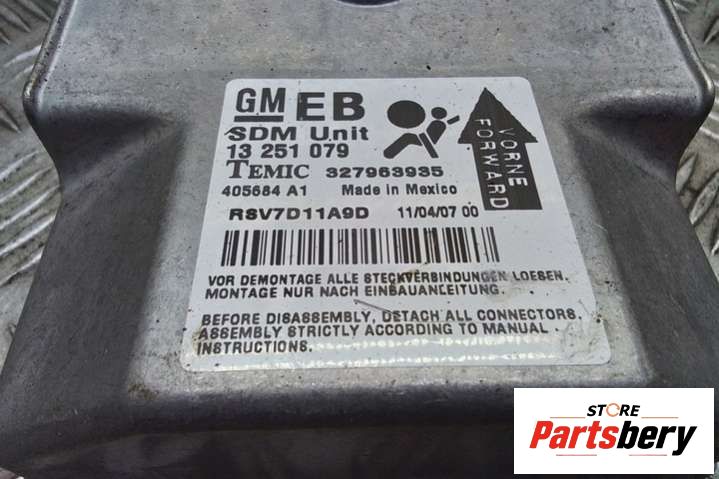 GM EB
SDM Unit
13 251 079
TEMIC 327963935
405684 A1 Made in Mexico
RSV7D11A9D 11/04/07 00
VORNE
FORWARD
VOR DEMONTAGE ALLE STECKVERBINDUNGEN LOESEN.
MONTAGE NUR NACH EINBAUANLEITUNG.
BEFORE DISASSEMBLY, DETACH ALL CONNECTORS.
ASSEMBLY STRICTLY ACCORDING TO MANUAL
INSTRUCTIONS.
STORE
Partsbery